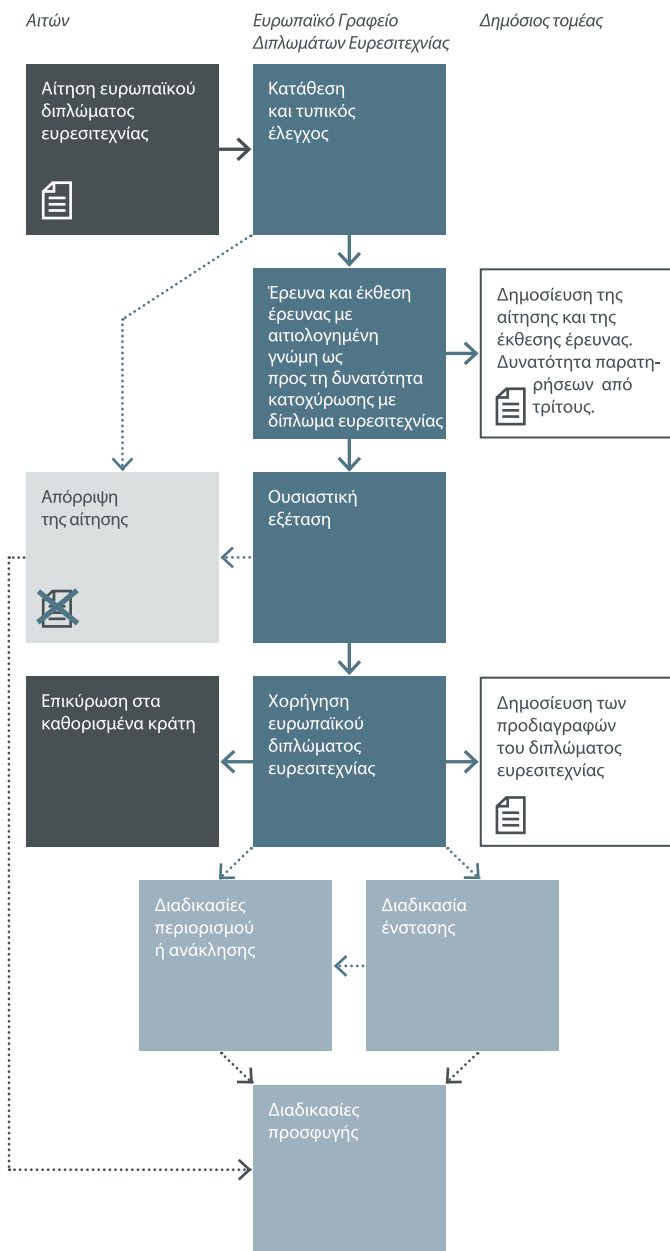 Αιτών
Ευρωπαϊκό Γραφείο
Διπλωμάτων Ευρεσιτεχνίας
Δημόσιος τομέας
Αίτηση ευρωπαϊκού
διπλώματος
ευρεσιτεχνίας
Κατάθεση
και τυπικός
έλεγχος
Έρευνα και έκθεση
έρευνας με
αιτιολογημένη
γνώμη ως
προς τη δυνατότητα
κατοχύρωσης με
δίπλωμα ευρεσιτεχνίας
Δημοσίευση της
αίτησης και της
έκθεσης έρευνας.
Δυνατότητα παρατη-
ρήσεων από
τρίτους.
Απόρριψη
της αίτησης
Ουσιαστική
εξέταση
Επικύρωση στα
καθορισμένα κράτη
Χορήγηση
ευρωπαϊκού
διπλώματος
ευρεσιτεχνίας
Δημοσίευση των
προδιαγραφών
του διπλώματος
ευρεσιτεχνίας
Διαδικασίες
περιορισμού
ή ανάκλησης
Διαδικασία
ένστασης
Διαδικασίες
προσφυγής